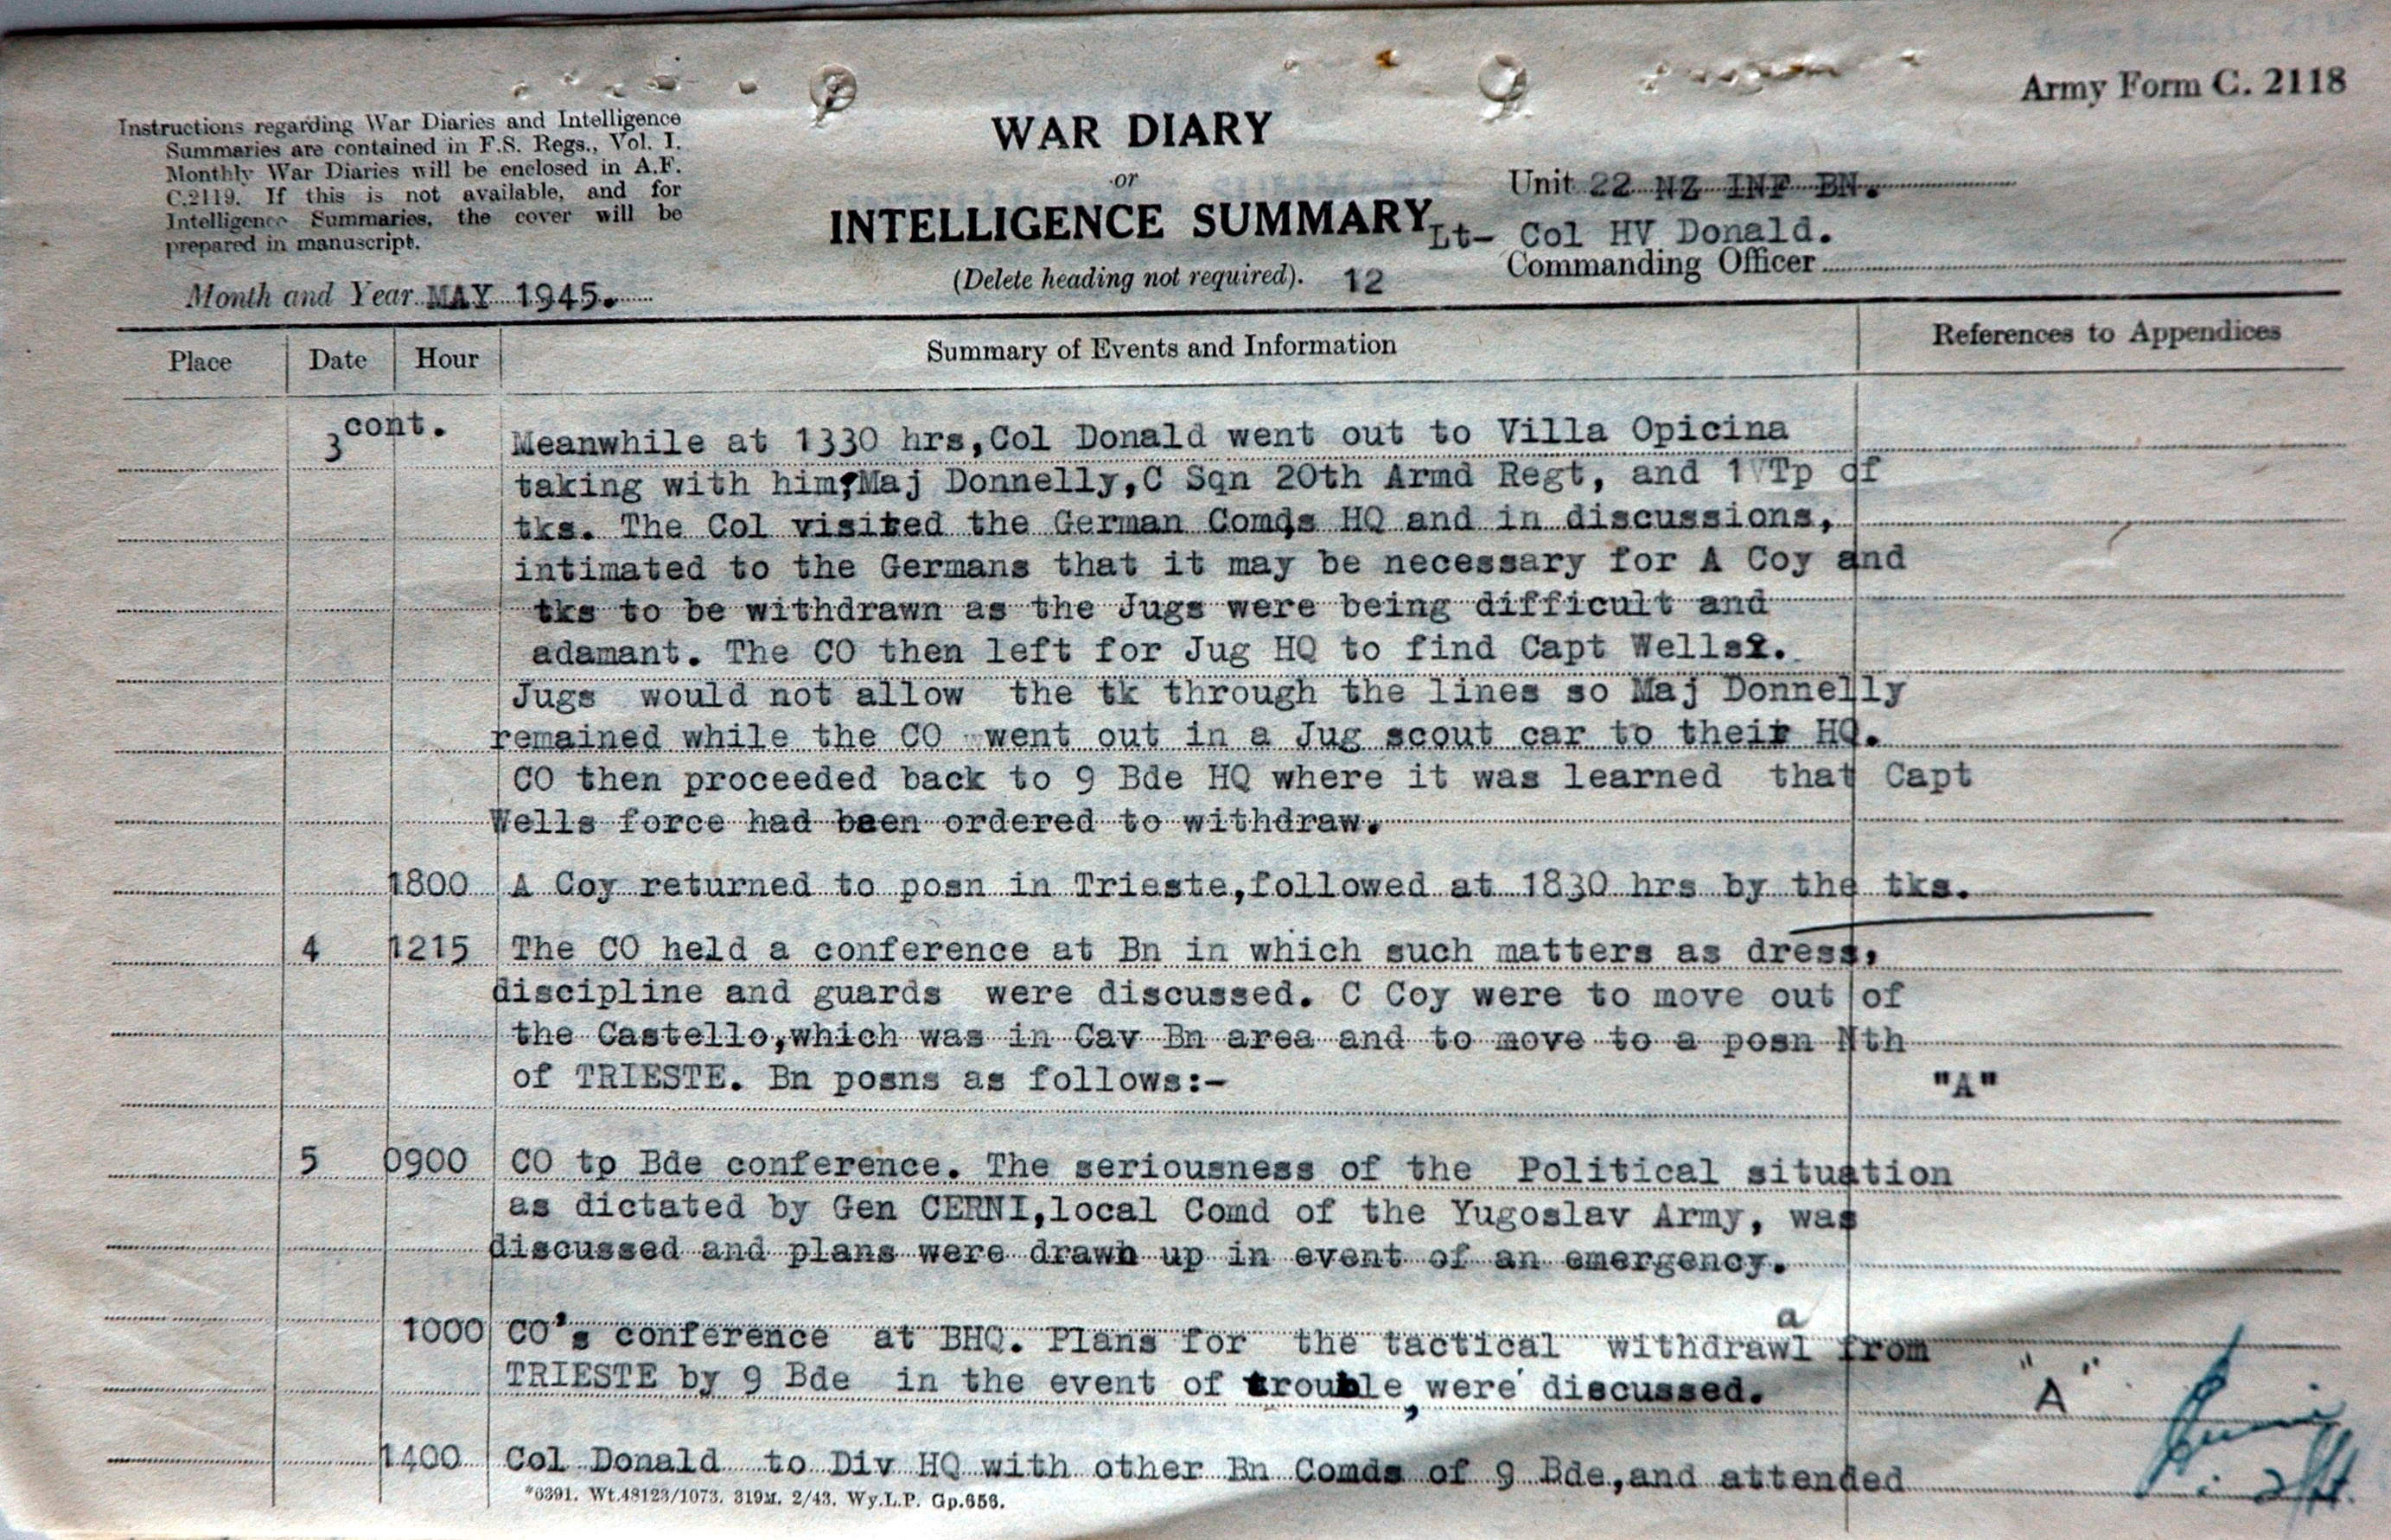 Army Form C. 2118
Instructions regarding War Diaries and Intelligence
Summaries are contained in F.S. Regs., Vol. I.
Monthly War Diaries will be enclosed in A.F.
C.2119. If this is not available, and for
Intelligence Summaries, the cover will be
prepared in manuscript.
Month and Year MAY 1945.
WAR DIARY
or
INTELLIGENCE SUMMARY
(Delete heading not required). 12
Unit 22 NZ INF BN.
Lt- Col HV Donald.
Commanding Officer
Place Date Hour Summary of Events and Information References to Appendices
3 cont. Meanwhile at 1330 hrs,Col Donald went out to Villa Opicina
taking with him,Maj Donnelly,C Sqn 20th Armd Regt, and 1 Tp of
tks. The Col visited the German Comds HQ and in discussions,
intimated to the Germans that it may be necessary for A Coy and
tks to be withdrawn as the Jugs were being difficult and
adamant. The CO then left for Jug HQ to find Capt Wells.
Jugs would not allow the tk through the lines so Maj Donnelly
remained while the CO went out in a Jug scout car to their HQ.
CO then proceeded back to 9 Bde HQ where it was learned that Capt
Wells force had been ordered to withdraw.
1800 A Coy returned to posn in Trieste,followed at 1830 hrs by the tks.
4 1215 The CO held a conference at Bn in which such matters as dress,
discipline and guards were discussed. C Coy were to move out of
the Castello,which was in Cav Bn area and to move to a posn Nth
of TRIESTE. Bn posns as follows:- "A"
5 0900 CO to Bde conference. The seriousness of the Political situation
as dictated by Gen CERNI,local Comd of the Yugoslav Army, was
discussed and plans were drawn up in event of an emergency.
1000 CO's conference at BHQ. Plans for the tactical withdrawal from
TRIESTE by 9 Bde in the event of trouble, were discussed. "A"
1400 Col Donald to Div HQ with other Bn Comds of 9 Bde,and attended
*6391. Wt.48123/1073. 319M. 2/43. Wy.L.P. Gp.656.